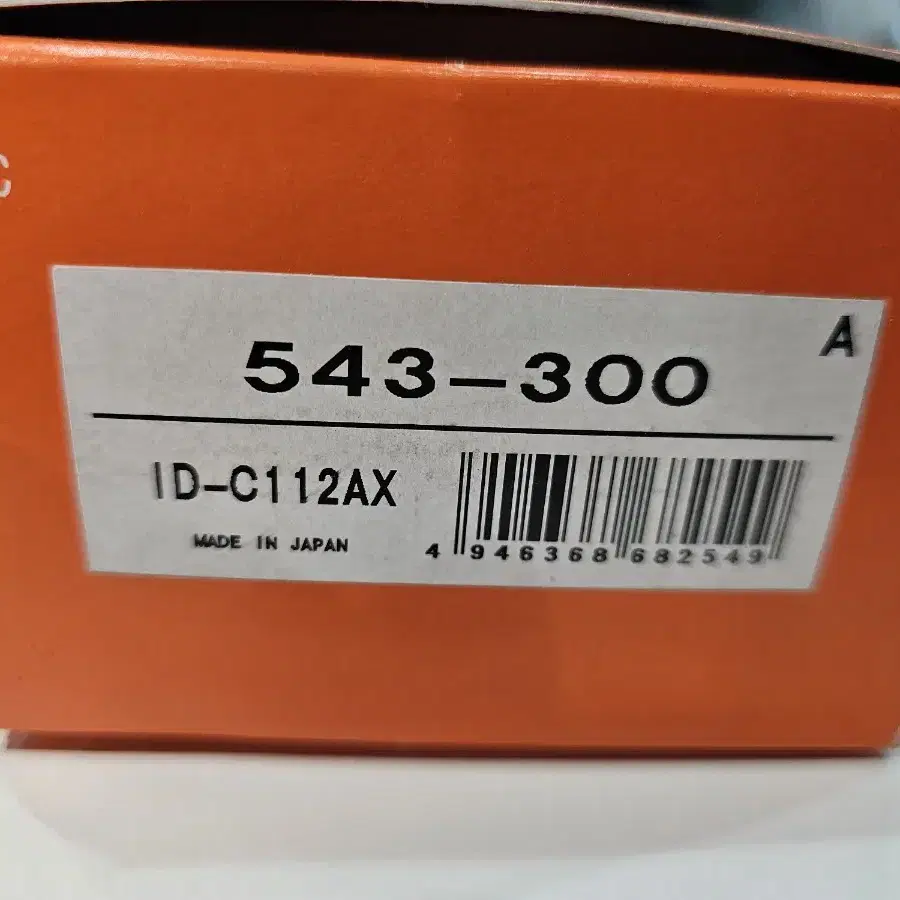 C
A
543-300
ID-C112AX
MADE IN JAPAN
4 946368 682549